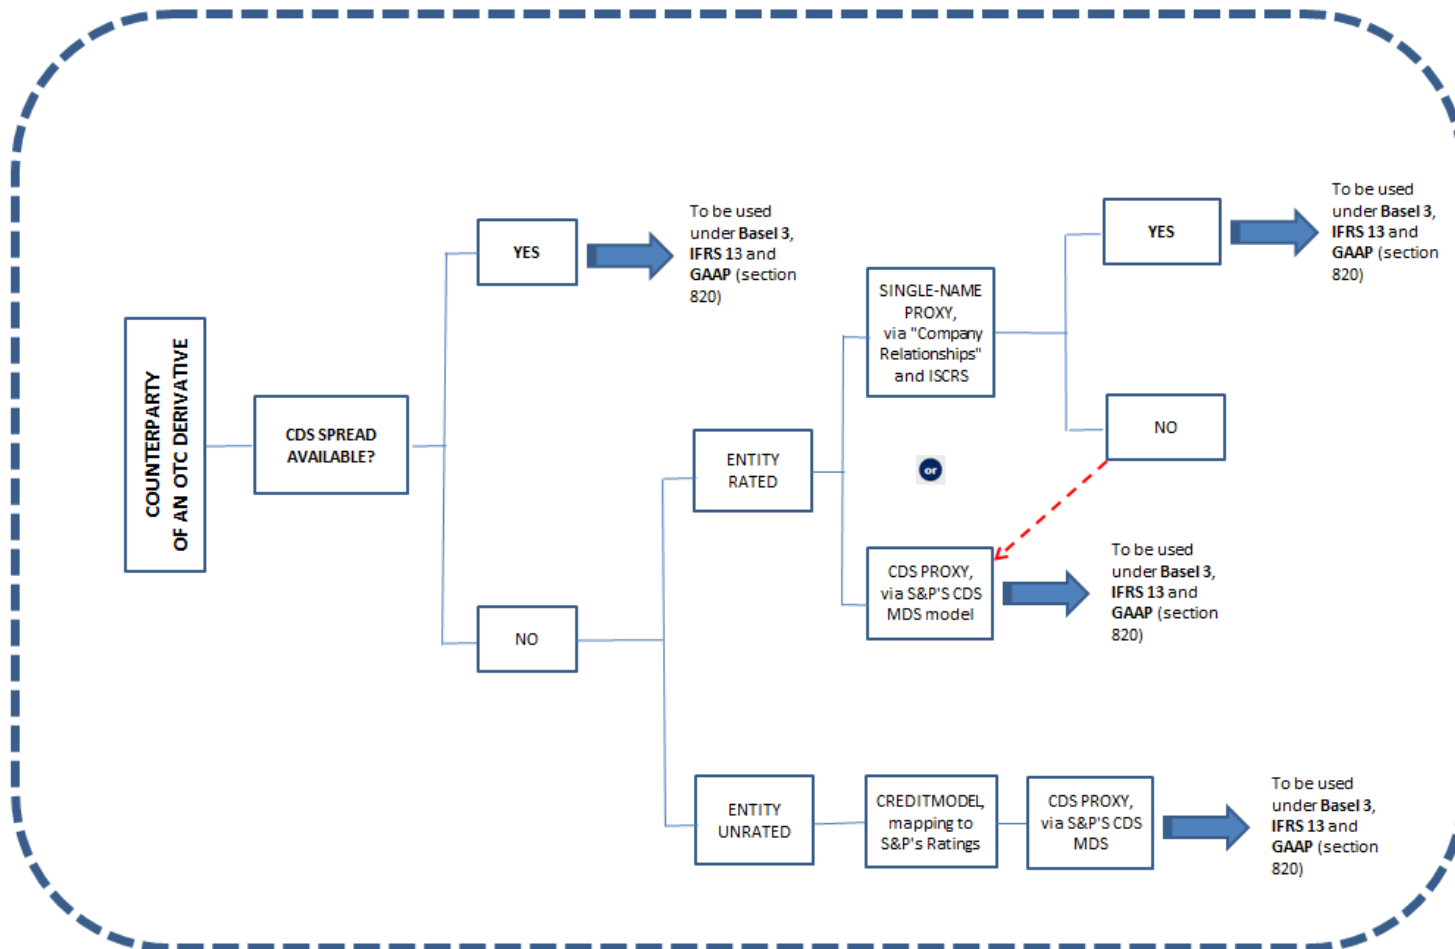 COUNTERPARTY
OF AN OTC DERIVATIVE
CDS SPREAD
AVAILABLE?
YES
To be used
under Basel 3,
IFRS 13 and
GAAP (section
820)
NO
ENTITY
RATED
SINGLE-NAME
PROXY,
via "Company
Relationships"
and ISCRS
YES
To be used
under Basel 3,
IFRS 13 and
GAAP (section
820)
NO
or
CDS PROXY,
via S&P'S CDS
MDS model
To be used
under Basel 3,
IFRS 13 and
GAAP (section
820)
ENTITY
UNRATED
CREDITMODEL,
mapping to
S&P's Ratings
CDS PROXY,
via S&P'S CDS
MDS
To be used
under Basel 3,
IFRS 13 and
GAAP (section
820)